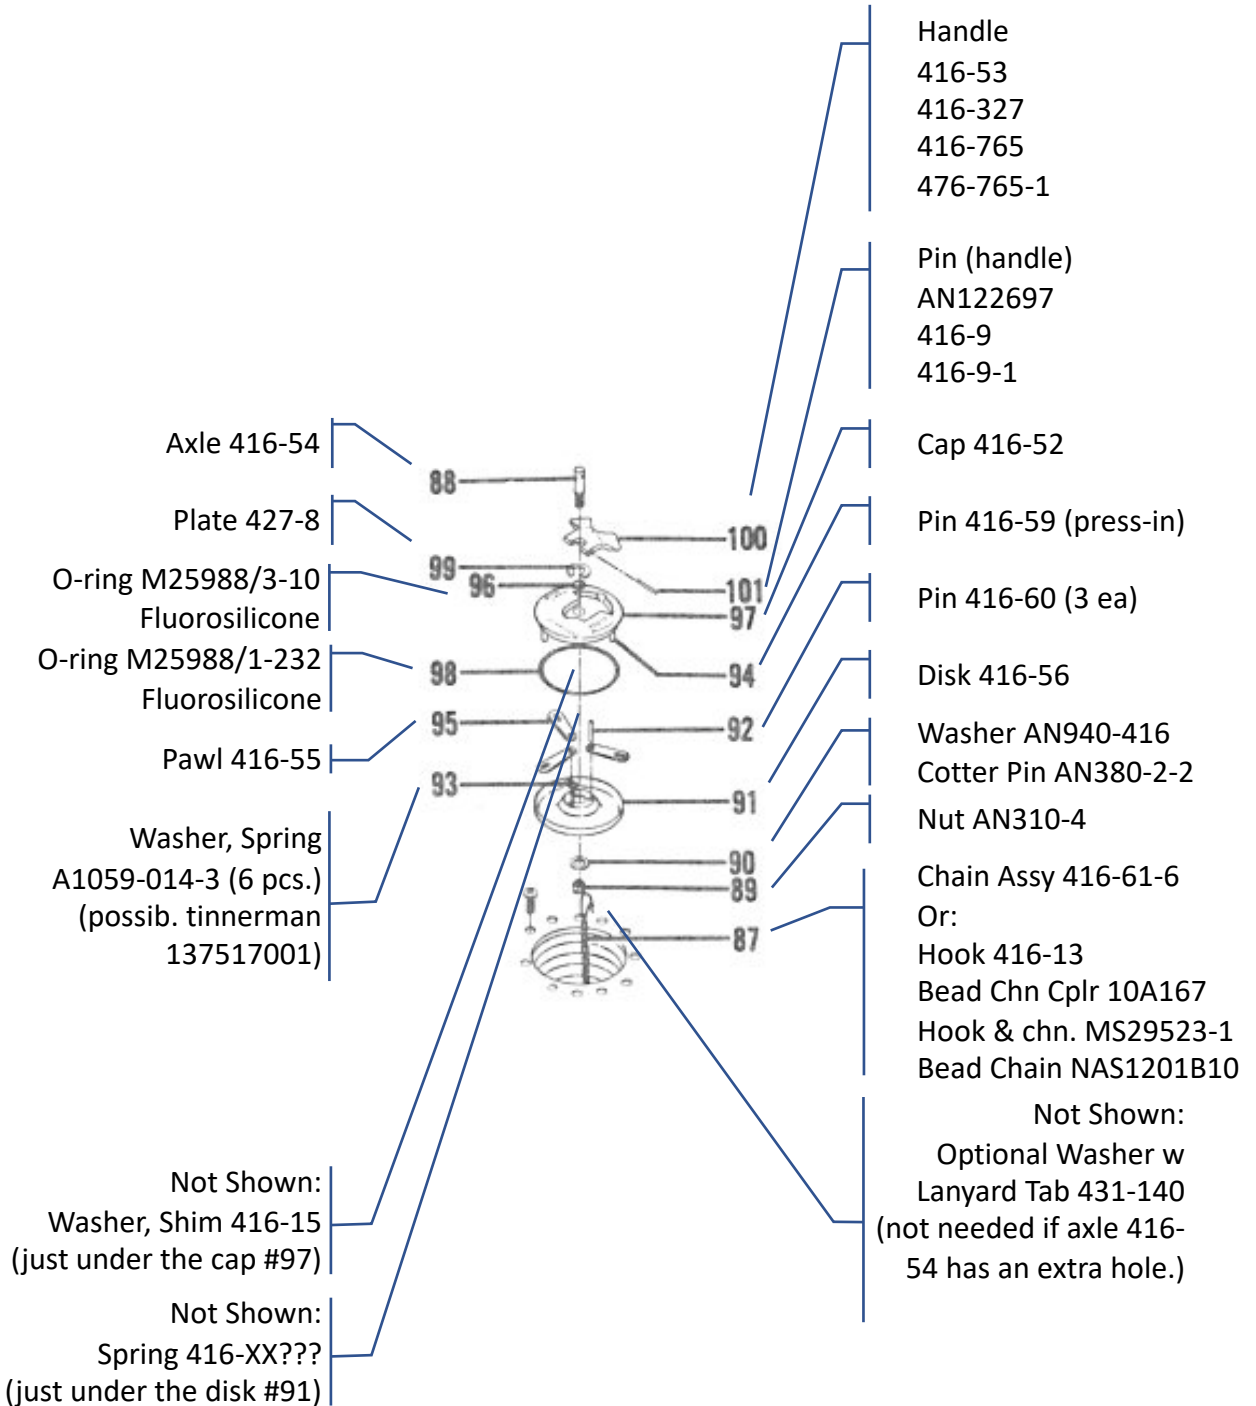 Handle
416-53
416-327
416-765
476-765-1
Pin (handle)
AN122697
416-9
416-9-1
Axle 416-54
Cap 416-52
88
Plate 427-8
Pin 416-59 (press-in)
100
99
96
O-ring M25988/3-10
Fluorosilicone
101
Pin 416-60 (3 ea)
97
O-ring M25988/1-232
Fluorosilicone
98
94
Disk 416-56
95
92
Pawl 416-55
Washer AN940-416
Cotter Pin AN380-2-2
93
91
Nut AN310-4
Washer, Spring
A1059-014-3 (6 pcs.)
(possib. tinnerman
137517001)
90
89
87
Chain Assy 416-61-6
Or:
Hook 416-13
Bead Chn Cplr 10A167
Hook & chn. MS29523-1
Bead Chain NAS1201B10
Not Shown:
Optional Washer w
Lanyard Tab 431-140
(not needed if axle 416-
54 has an extra hole.)
Not Shown:
Washer, Shim 416-15
(just under the cap #97)
Not Shown:
Spring 416-XX???
(just under the disk #91)